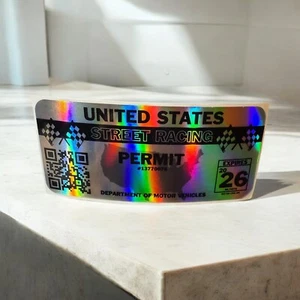 UNITED STATES
STREET RACING
PERMIT
EXPIRES
26
DEPARTMENT OF MOTOR VEHICLES